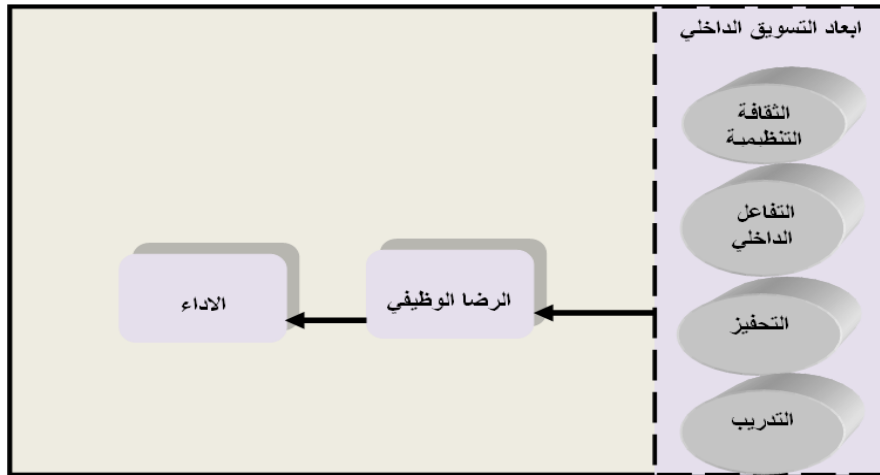 ابعاد التسويق الداخلي
الثقافة
التنظيمية
التفاعل
الداخلي
التحفيز
التدريب
الرضا الوظيفي
الاداء